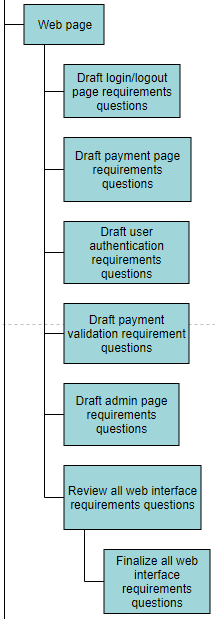 Web page
Draft login/logout
page requirements
questions
Draft payment page
requirements
questions
Draft user
authentication
requirements
questions
Draft payment
validation requirement
questions
Draft admin page
requirements
questions
Review all web interface
requirements questions
Finalize all web
interface
requirements
questions